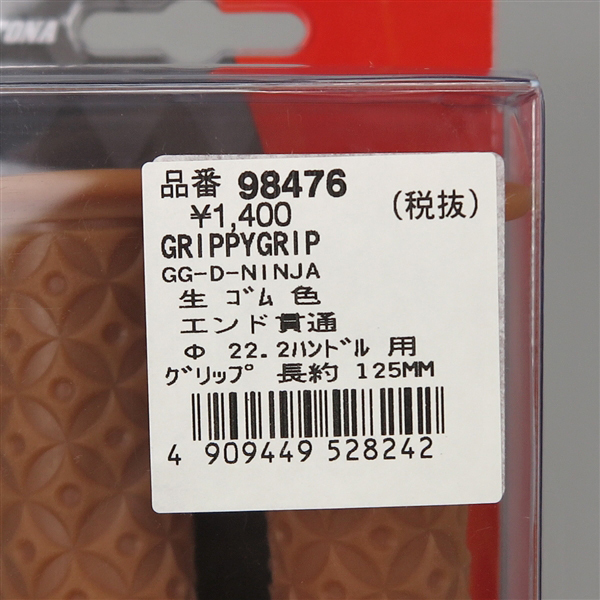 TONA
品番 98476
¥1,400 (税抜)
GRIPPYGRIP
GG-D-NINJA
生 ｺﾞﾑ 色
エンド貫通
Φ 22.2ﾊﾝﾄﾞﾙ 用
ｸﾞﾘｯﾌﾟ 長約 125MM
4 909449 528242